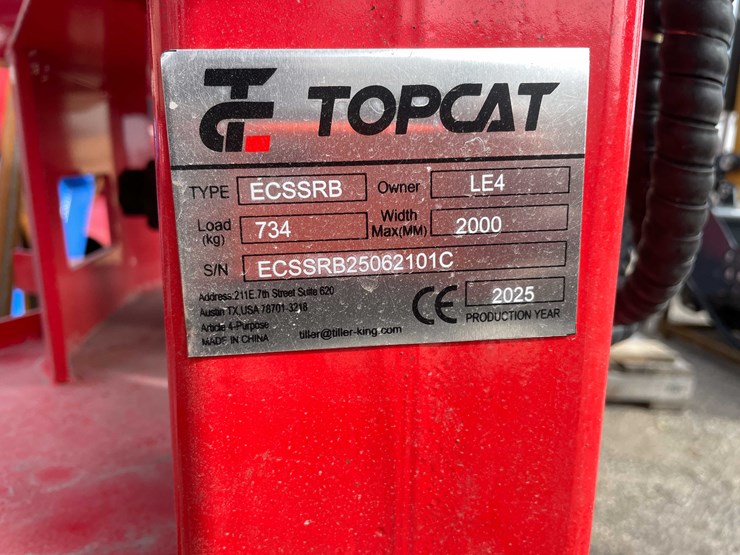 TOPCAT
TYPE ECSSRB Owner LE4
Load (kg) 734 Width Max(MM) 2000
S/N ECSSRB25062101C
Address:211E.7th Street Suite 620
Austin TX,USA 78701-3218
Article 4-Purpose
MADE IN CHINA
tillar@tiller-king.com
CE 2025
PRODUCTION YEAR